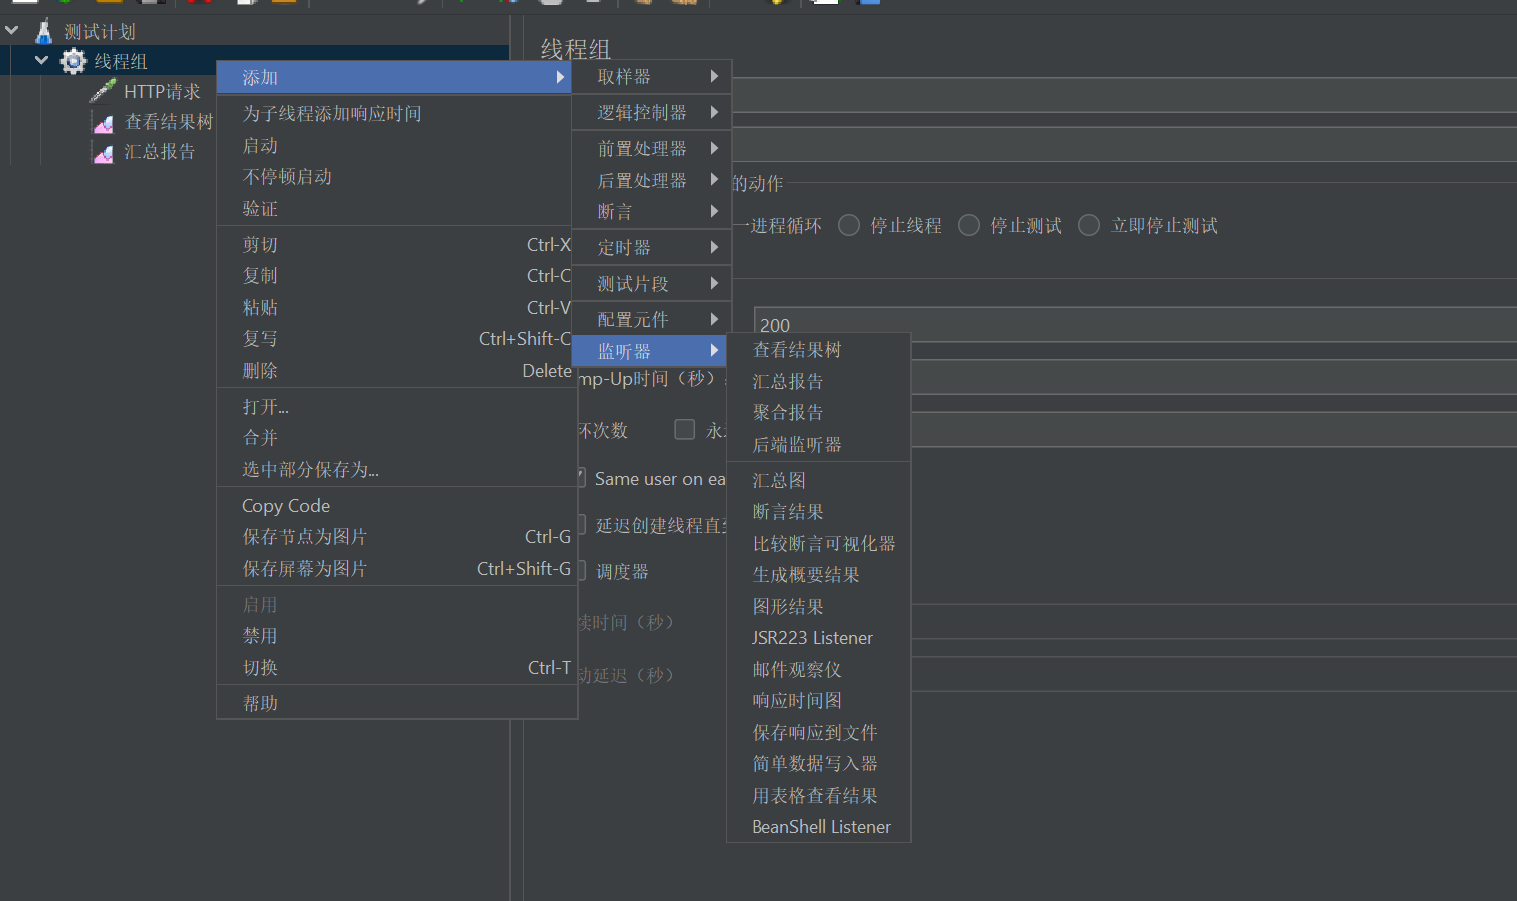 测试计划
线程组
HTTP请求
查看结果树
汇总报告
线程组
添加
为子线程添加响应时间
启动
不停顿启动
验证
剪切 Ctrl-X
复制 Ctrl-C
粘贴 Ctrl-V
复写 Ctrl+Shift-C
删除 Delete
打开...
合并
选中部分保存为...
Copy Code
保存节点为图片 Ctrl-G
保存屏幕为图片 Ctrl+Shift-G
启用
禁用
切换 Ctrl-T
帮助
取样器
逻辑控制器
前置处理器
后置处理器
断言
定时器
测试片段
配置元件
监听器
的动作
进程循环 停止线程 停止测试 立即停止测试
200
mp-Up时间（秒）
环次数 永
Same user on ea
延迟创建线程直
调度器
续时间（秒）
动延迟（秒）
查看结果树
汇总报告
聚合报告
后端监听器
汇总图
断言结果
比较断言可视化器
生成概要结果
图形结果
JSR223 Listener
邮件观察仪
响应时间图
保存响应到文件
简单数据写入器
用表格查看结果
BeanShell Listener